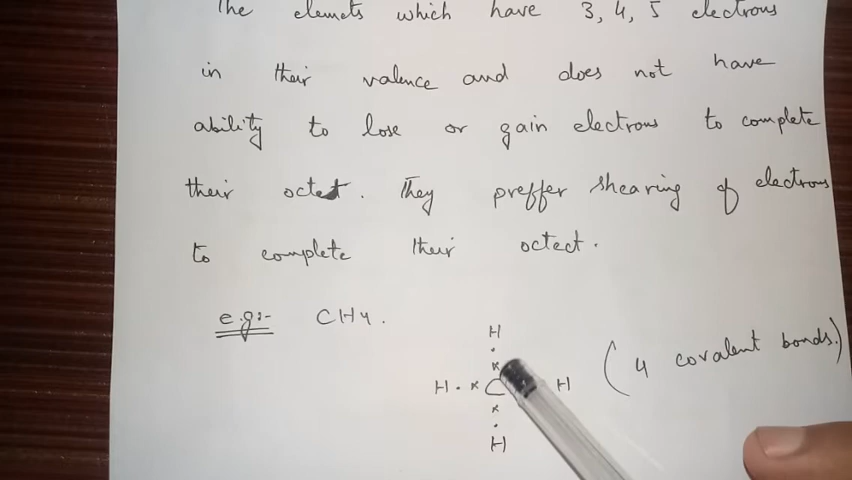 The elemets which have 3, 4, 5 electrons
in their valence and does not have
ability to lose or gain electrons to complete
their octet. They preffer shearing of electrons
to complete their octect.
e.g:- CH4.
H
H · x C H
x
·
H
(4 covalent bonds.)